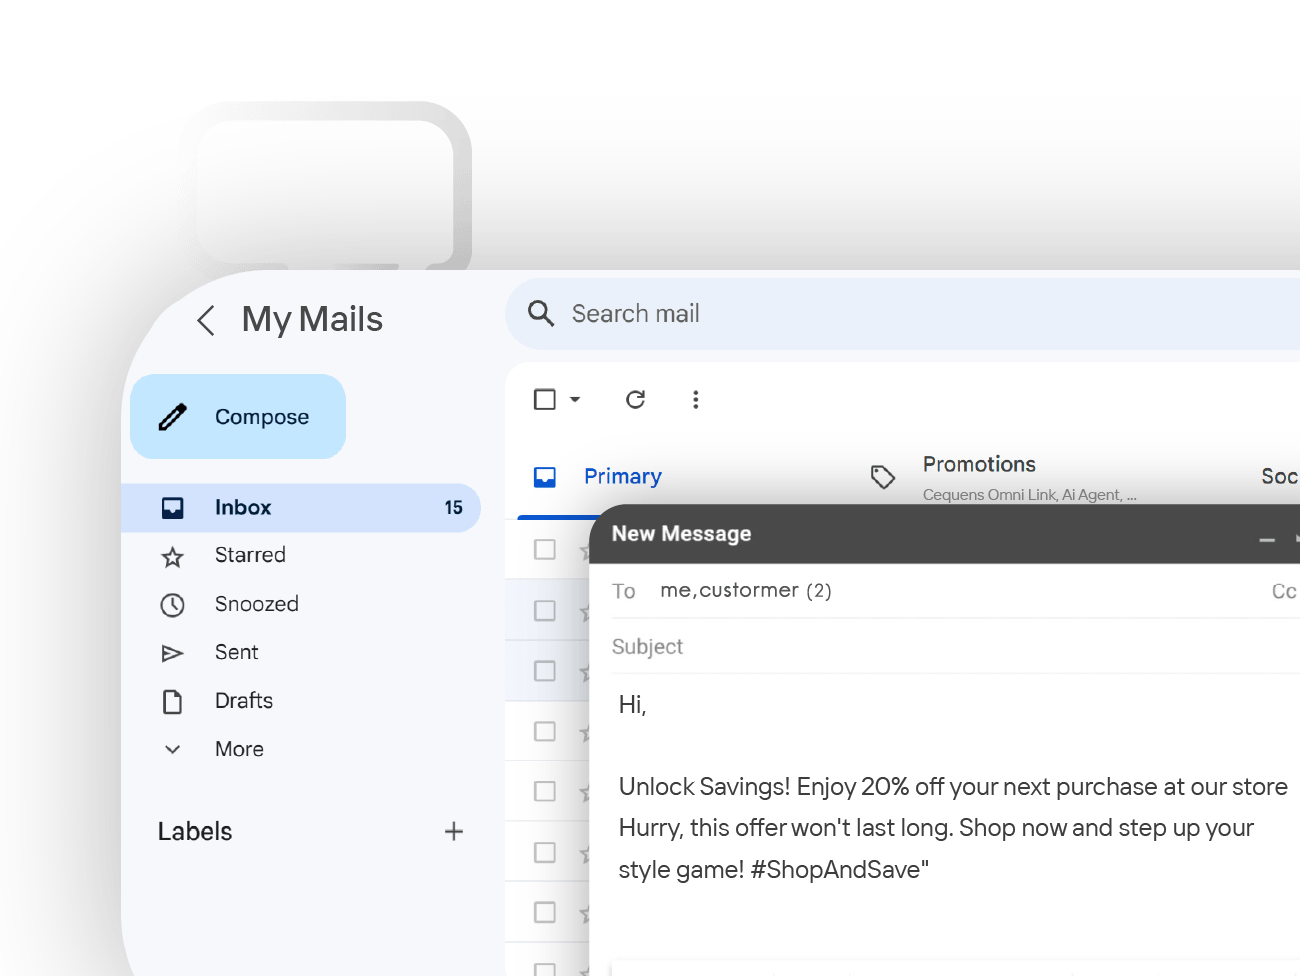 My Mails
Search mail
Compose
Primary
Promotions
Cequens Omni Link, Ai Agent, ...
Soc
Inbox 15
Starred
Snoozed
Sent
Drafts
More
Labels
New Message
To me,custormer (2)
Cc
Subject
Hi,
Unlock Savings! Enjoy 20% off your next purchase at our store
Hurry, this offer won't last long. Shop now and step up your
style game! #ShopAndSave"